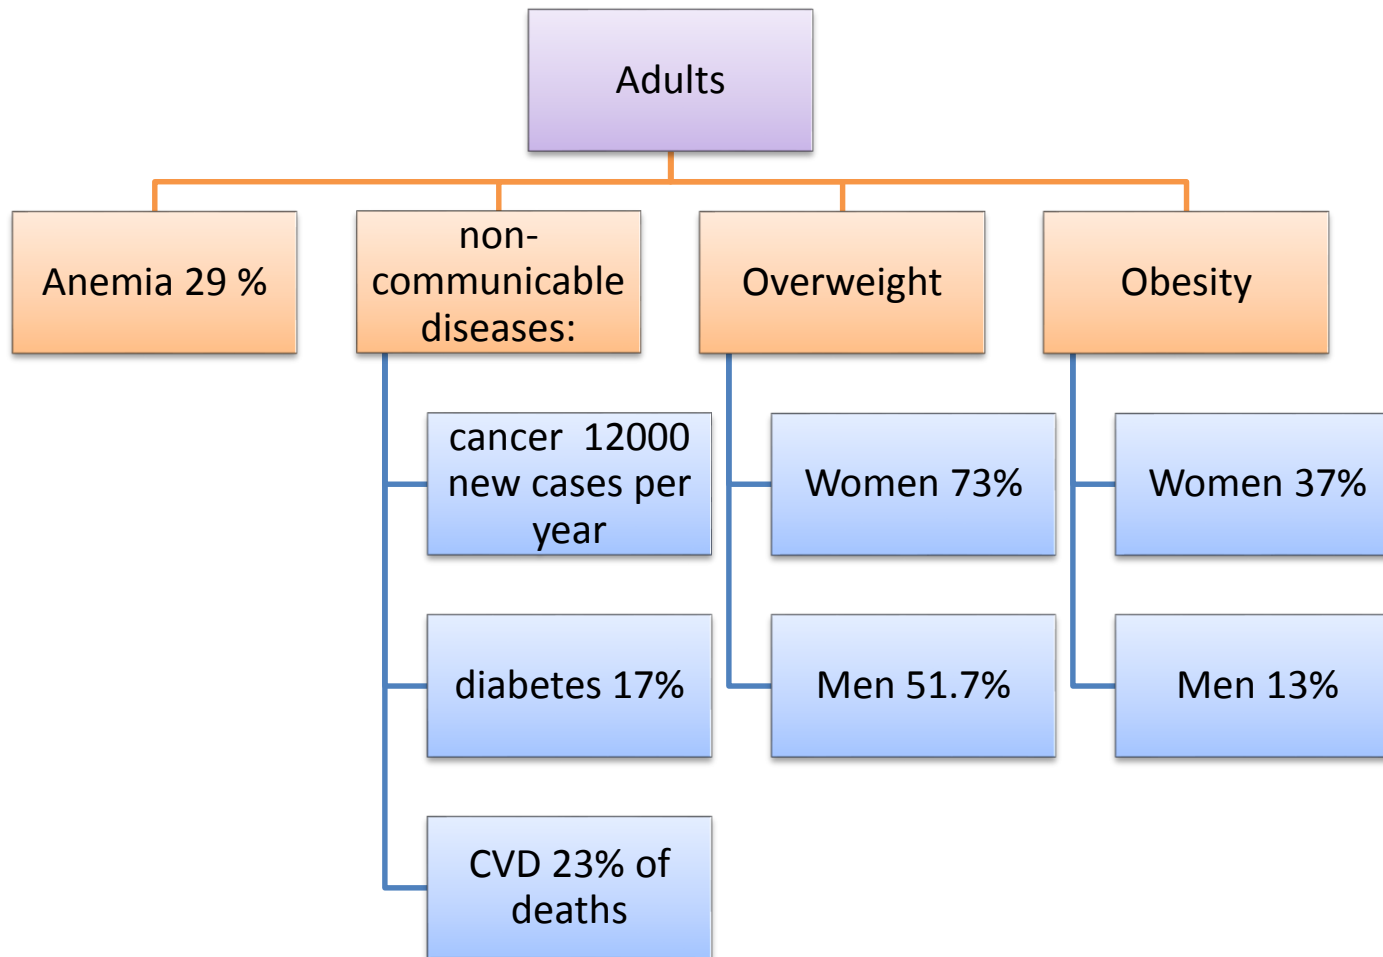 Adults
Anemia 29 %
non-
communicable
diseases:
Overweight
Obesity
cancer  12000
new cases per
year
Women 73%
Women 37%
diabetes 17%
Men 51.7%
Men 13%
CVD 23% of
deaths